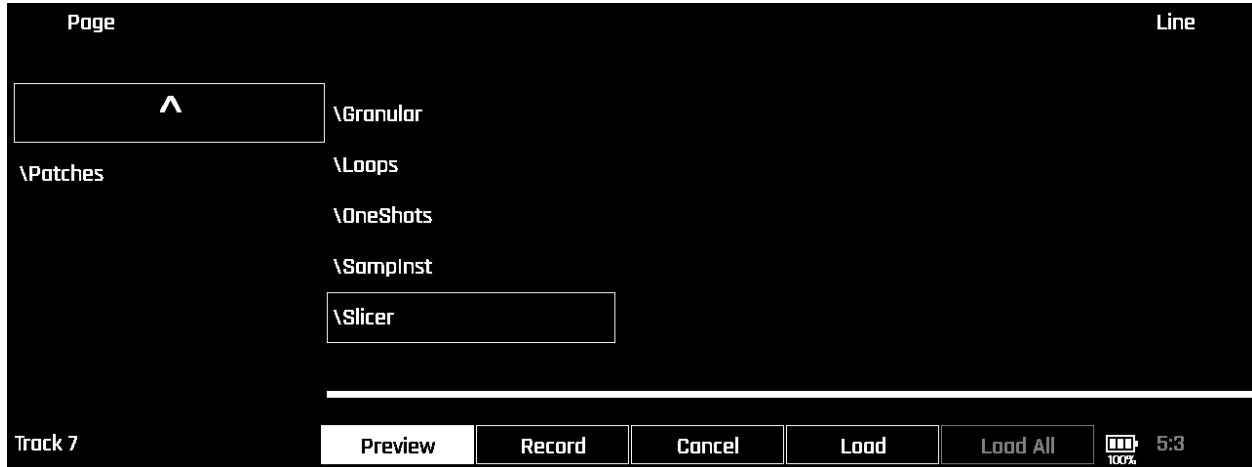 Page Line
^
\Patches
\Granular
\Loops
\OneShots
\SampInst
\Slicer
Track 7 Preview Record Cancel Load Load All 100% 5:3